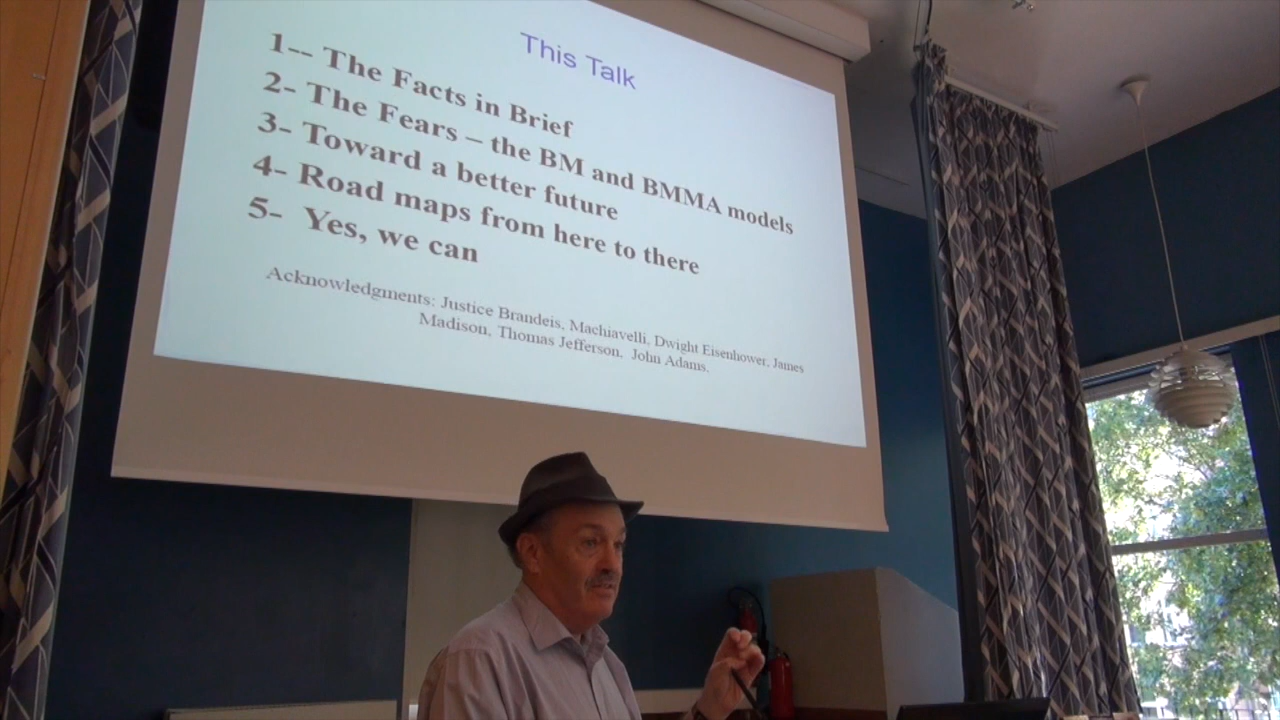 This Talk
1-- The Facts in Brief
2- The Fears – the BM and BMMA models
3- Toward a better future
4- Road maps from here to there
5- Yes, we can
Acknowledgments: Justice Brandeis, Machiavelli, Dwight Eisenhower, James
Madison, Thomas Jefferson, John Adams.